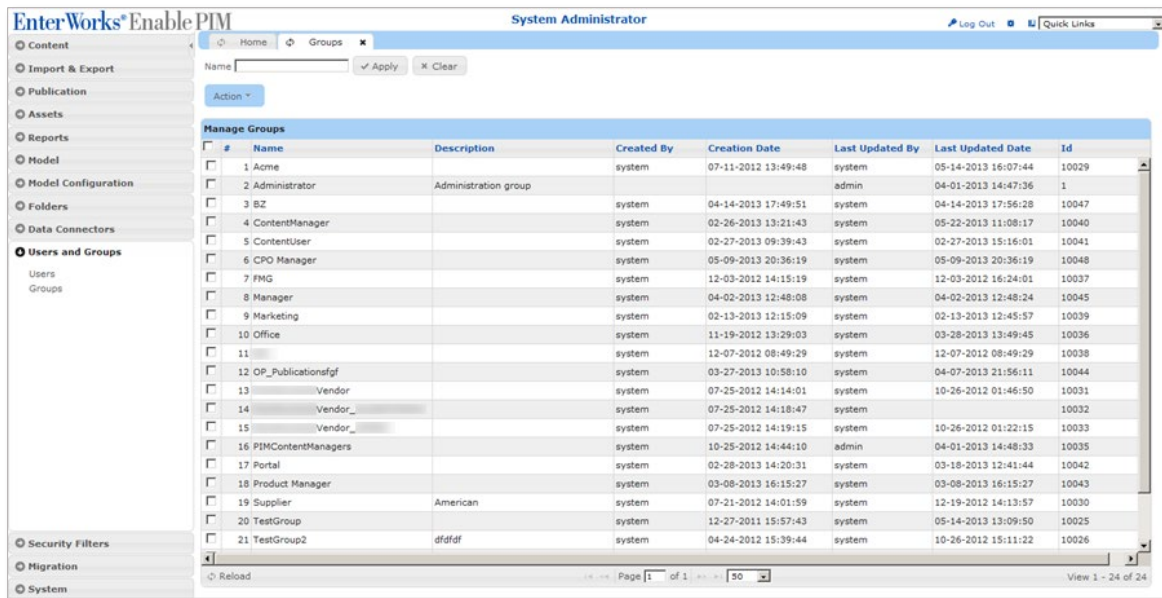 EnterWorks® Enable PIM
System Administrator
Log Out Quick Links
Content
Import & Export
Publication
Assets
Reports
Model
Model Configuration
Folders
Data Connectors
Users and Groups
Users
Groups
Security Filters
Migration
System
Home Groups
Name Apply Clear
Action
Manage Groups
# Name Description Created By Creation Date Last Updated By Last Updated Date Id
1 Acme system 07-11-2012 13:49:48 system 05-14-2013 16:07:44 10029
2 Administrator Administration group admin 04-01-2013 14:47:36 1
3 BZ system 04-14-2013 17:49:51 system 04-14-2013 17:56:28 10047
4 ContentManager system 02-26-2013 13:21:43 system 05-22-2013 11:08:17 10040
5 ContentUser system 02-27-2013 09:39:43 system 02-27-2013 15:16:01 10041
6 CPO Manager system 05-09-2013 20:36:19 system 05-09-2013 20:36:19 10048
7 FMG system 12-03-2012 14:15:19 system 12-03-2012 16:24:01 10037
8 Manager system 04-02-2013 12:48:08 system 04-02-2013 12:48:24 10045
9 Marketing system 02-13-2013 12:15:09 system 02-13-2013 12:45:57 10039
10 Office system 11-19-2012 13:29:03 system 03-28-2013 13:49:45 10036
11 system 12-07-2012 08:49:29 system 12-07-2012 08:49:29 10038
12 OP_Publicationsfgf system 03-27-2013 10:58:10 system 04-07-2013 21:56:11 10044
13 Vendor system 07-25-2012 14:14:01 system 10-26-2012 01:46:50 10031
14 Vendor_ system 07-25-2012 14:18:47 system 10032
15 Vendor_ system 07-25-2012 14:19:15 system 10-26-2012 01:22:15 10033
16 PIMContentManagers system 10-25-2012 14:44:10 admin 04-01-2013 14:48:33 10035
17 Portal system 02-28-2013 14:20:31 system 03-18-2013 12:41:44 10042
18 Product Manager system 03-08-2013 16:15:27 system 03-08-2013 16:15:27 10043
19 Supplier American system 07-21-2012 14:01:59 system 12-19-2012 14:13:57 10030
20 TestGroup system 12-27-2011 15:57:43 system 05-14-2013 13:09:50 10025
21 TestGroup2 dfdfdf system 04-24-2012 15:39:44 system 10-26-2012 15:11:22 10026
Reload Page 1 of 1 50 View 1 - 24 of 24